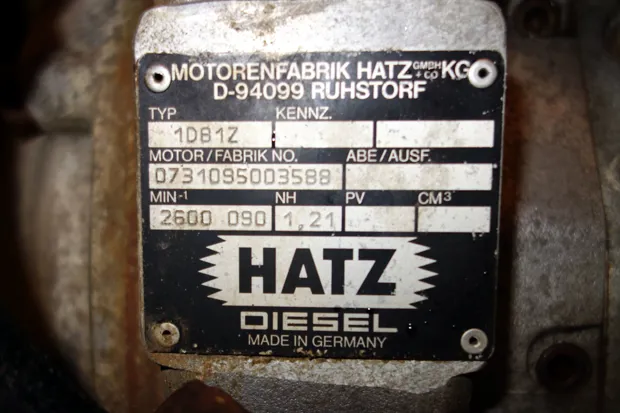 MOTORENFABRIK HATZ GMBH + CO KG
D-94099 RUHSTORF
TYP KENNZ.
1D81Z
MOTOR/FABRIK NO. ABE/AUSF.
0731095003588
MIN-1 NH PV CM³
2600 090 1,21
HATZ
DIESEL
MADE IN GERMANY